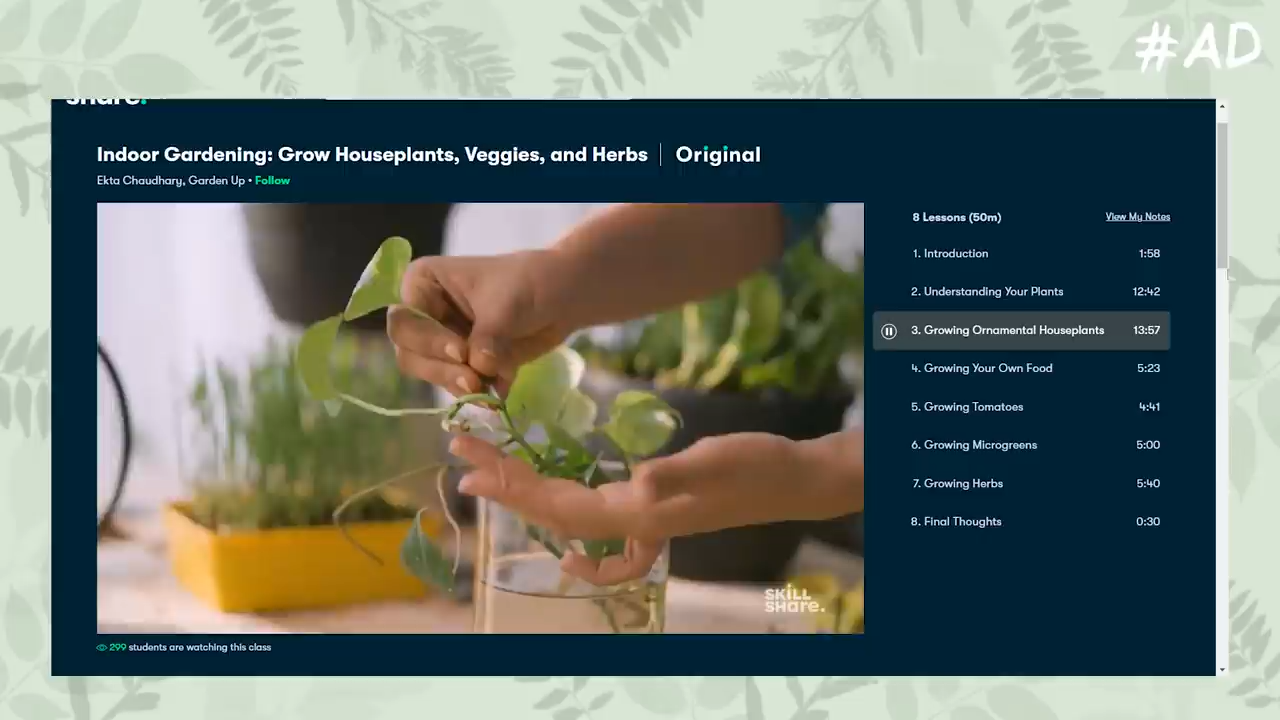 #AD
share.
Indoor Gardening: Grow Houseplants, Veggies, and Herbs | Original
Ekta Chaudhary, Garden Up • Follow
8 Lessons (50m) View My Notes
1. Introduction 1:58
2. Understanding Your Plants 12:42
3. Growing Ornamental Houseplants 13:57
4. Growing Your Own Food 5:23
5. Growing Tomatoes 4:41
6. Growing Microgreens 5:00
7. Growing Herbs 5:40
8. Final Thoughts 0:30
SKILL
SHARE.
299 students are watching this class